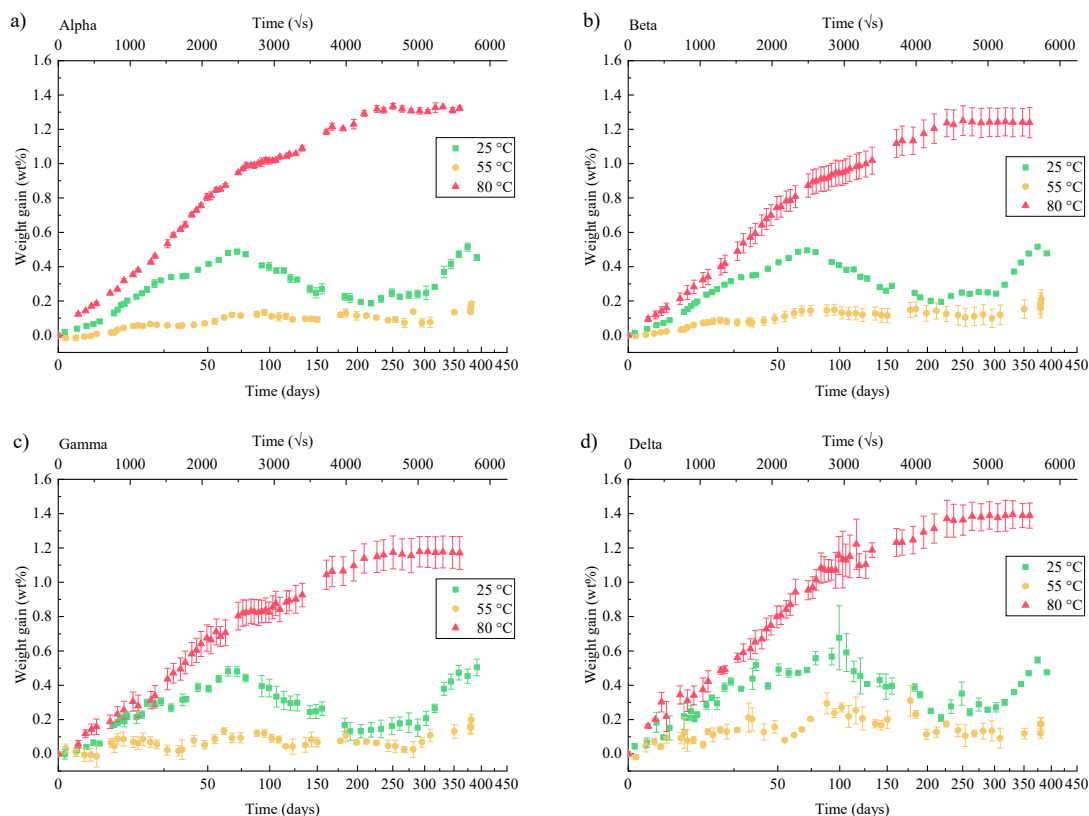 a) Alpha Time (√s)
0 1000 2000 3000 4000 5000 6000
1.6
1.4
1.2
1.0
0.8
0.6
0.4
0.2
0.0
Weight gain (wt%)
25 °C
55 °C
80 °C
0 50 100 150 200 250 300 350 400 450
Time (days)
b) Beta Time (√s)
0 1000 2000 3000 4000 5000 6000
1.6
1.4
1.2
1.0
0.8
0.6
0.4
0.2
0.0
Weight gain (wt%)
25 °C
55 °C
80 °C
0 50 100 150 200 250 300 350 400 450
Time (days)
c) Gamma Time (√s)
0 1000 2000 3000 4000 5000 6000
1.6
1.4
1.2
1.0
0.8
0.6
0.4
0.2
0.0
Weight gain (wt%)
25 °C
55 °C
80 °C
0 50 100 150 200 250 300 350 400 450
Time (days)
d) Delta Time (√s)
0 1000 2000 3000 4000 5000 6000
1.6
1.4
1.2
1.0
0.8
0.6
0.4
0.2
0.0
Weight gain (wt%)
25 °C
55 °C
80 °C
0 50 100 150 200 250 300 350 400 450
Time (days)